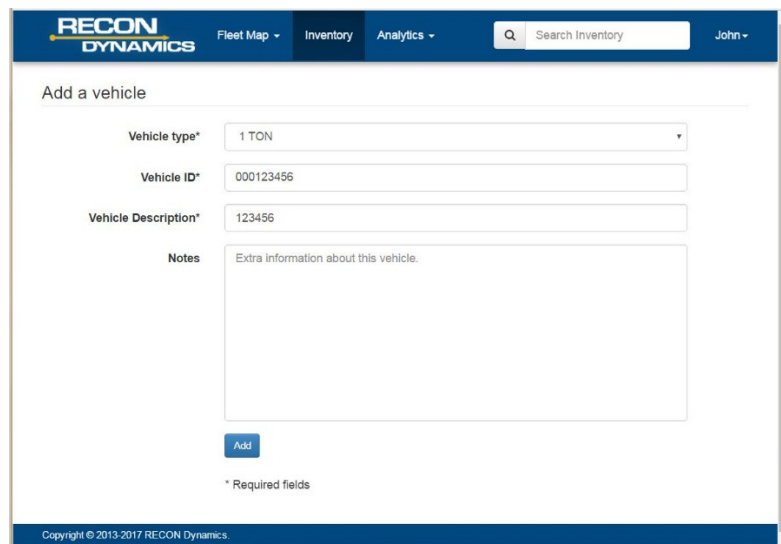 RECON
DYNAMICS
Fleet Map
Inventory
Analytics
Search Inventory
John
Add a vehicle
Vehicle type*
1 TON
Vehicle ID*
000123456
Vehicle Description*
123456
Notes
Extra information about this vehicle.
Add
* Required fields
Copyright © 2013-2017 RECON Dynamics.